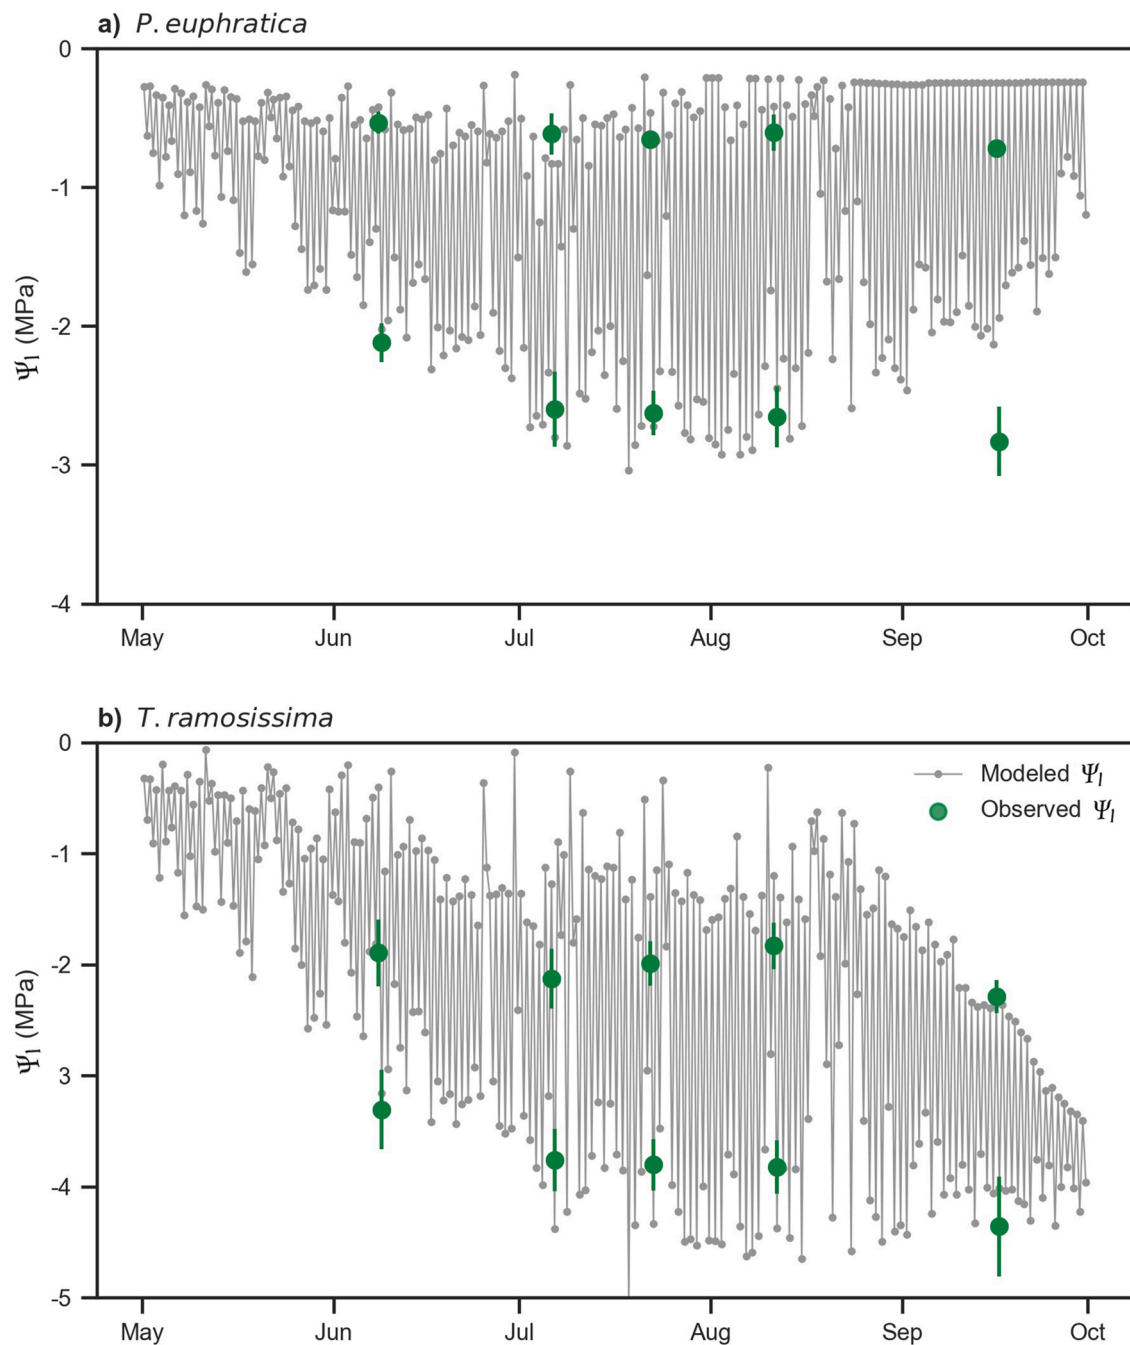 a) P. euphratica
0
-1
-2
-3
-4
Ψl (MPa)
May Jun Jul Aug Sep Oct
b) T. ramosissima
Modeled Ψl
Observed Ψl
0
-1
-2
3
-4
-5
Ψl (MPa)
May Jun Jul Aug Sep Oct